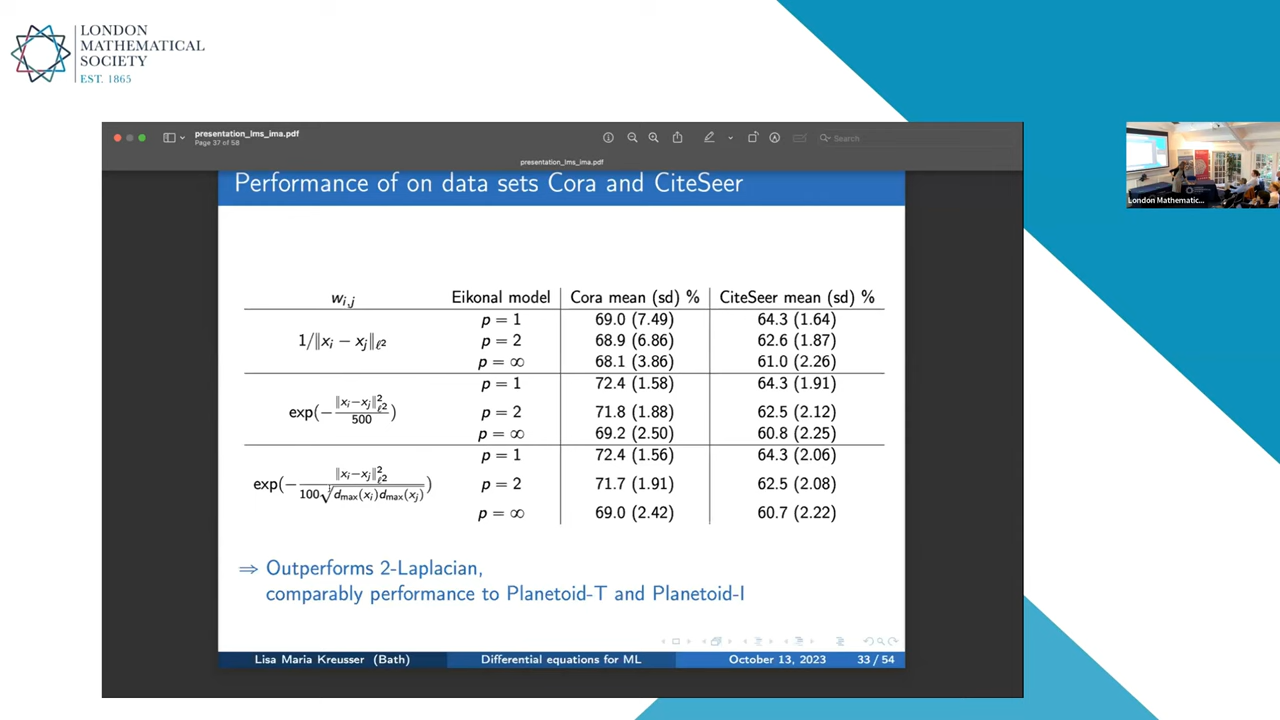 LONDON
MATHEMATICAL
SOCIETY
EST. 1865
presentation_lms_ima.pdf
Page 37 of 58
Search
presentation_lms_ima.pdf
London Mathematic...
Performance of on data sets Cora and CiteSeer
w_{i,j} Eikonal model Cora mean (sd) % CiteSeer mean (sd) %
p = 1 69.0 (7.49) 64.3 (1.64)
1/‖x_i − x_j‖_{ℓ²} p = 2 68.9 (6.86) 62.6 (1.87)
p = ∞ 68.1 (3.86) 61.0 (2.26)
p = 1 72.4 (1.58) 64.3 (1.91)
exp(−‖x_i−x_j‖²_{ℓ²}/500) p = 2 71.8 (1.88) 62.5 (2.12)
p = ∞ 69.2 (2.50) 60.8 (2.25)
p = 1 72.4 (1.56) 64.3 (2.06)
exp(−‖x_i−x_j‖²_{ℓ²}/100√d_max(x_i)d_max(x_j)) p = 2 71.7 (1.91) 62.5 (2.08)
p = ∞ 69.0 (2.42) 60.7 (2.22)
⇒ Outperforms 2-Laplacian,
comparably performance to Planetoid-T and Planetoid-I
Lisa Maria Kreusser (Bath) Differential equations for ML October 13, 2023 33 / 54